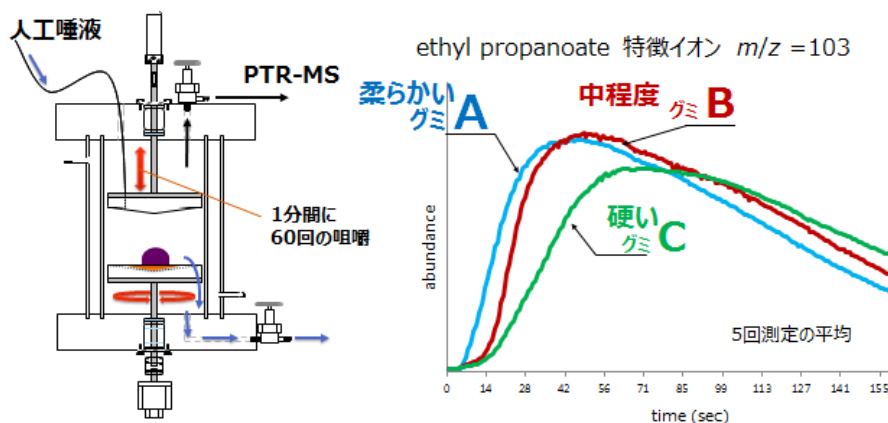 人工唾液
PTR-MS
1分間に
60回の咀嚼
ethyl propanoate 特徴イオン m/z =103
柔らかい
グミ A
中程度
グミ B
硬い
グミ C
abundance
5回測定の平均
0 14 28 42 56 71 85 99 113 127 141 155
time (sec)